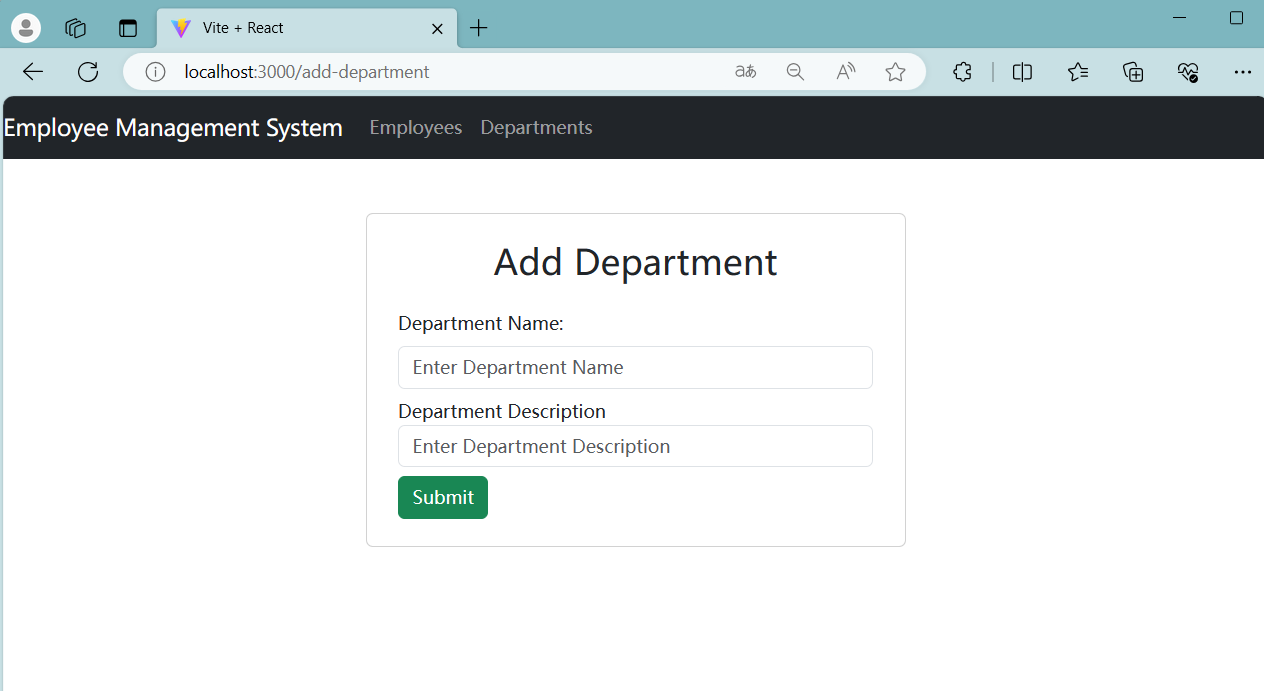 Vite + React
localhost:3000/add-department
Employee Management System Employees Departments
Add Department
Department Name:
Enter Department Name
Department Description
Enter Department Description
Submit